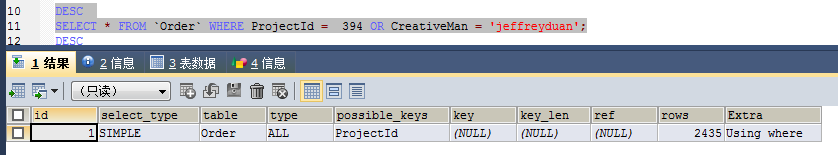 10 DESC
11 SELECT * FROM `Order` WHERE ProjectId =  394 OR CreativeMan = 'jeffreyduan';
12 DESC
1 结果 2 信息 3 表数据 4 信息
(只读)
id select_type table type possible_keys key key_len ref rows Extra
1 SIMPLE Order ALL ProjectId (NULL) (NULL) (NULL) 2435 Using where